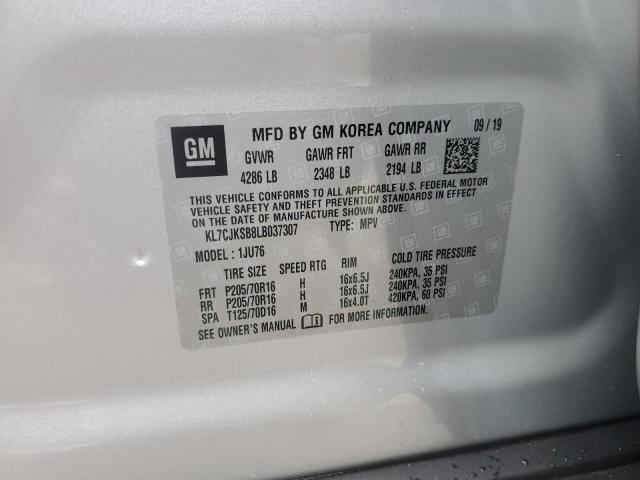 GM
MFD BY GM KOREA COMPANY 09 / 19
GVWR GAWR FRT GAWR RR
4286 LB 2348 LB 2194 LB
THIS VEHICLE CONFORMS TO ALL APPLICABLE U.S. FEDERAL MOTOR
VEHICLE SAFETY, BUMPER, AND THEFT PREVENTION STANDARDS IN EFFECT
ON THE DATE OF MANUFACTURE SHOWN ABOVE.
KL7CJKSB8LB037307 TYPE: MPV
MODEL : 1JU76
TIRE SIZE SPEED RTG RIM COLD TIRE PRESSURE
FRT P205/70R16 H 16x6.5J 240KPA, 35 PSI
RR P205/70R16 H 16x6.5J 240KPA, 35 PSI
SPA T125/70D16 M 16x4.0T 420KPA, 60 PSI
SEE OWNER'S MANUAL FOR MORE INFORMATION.